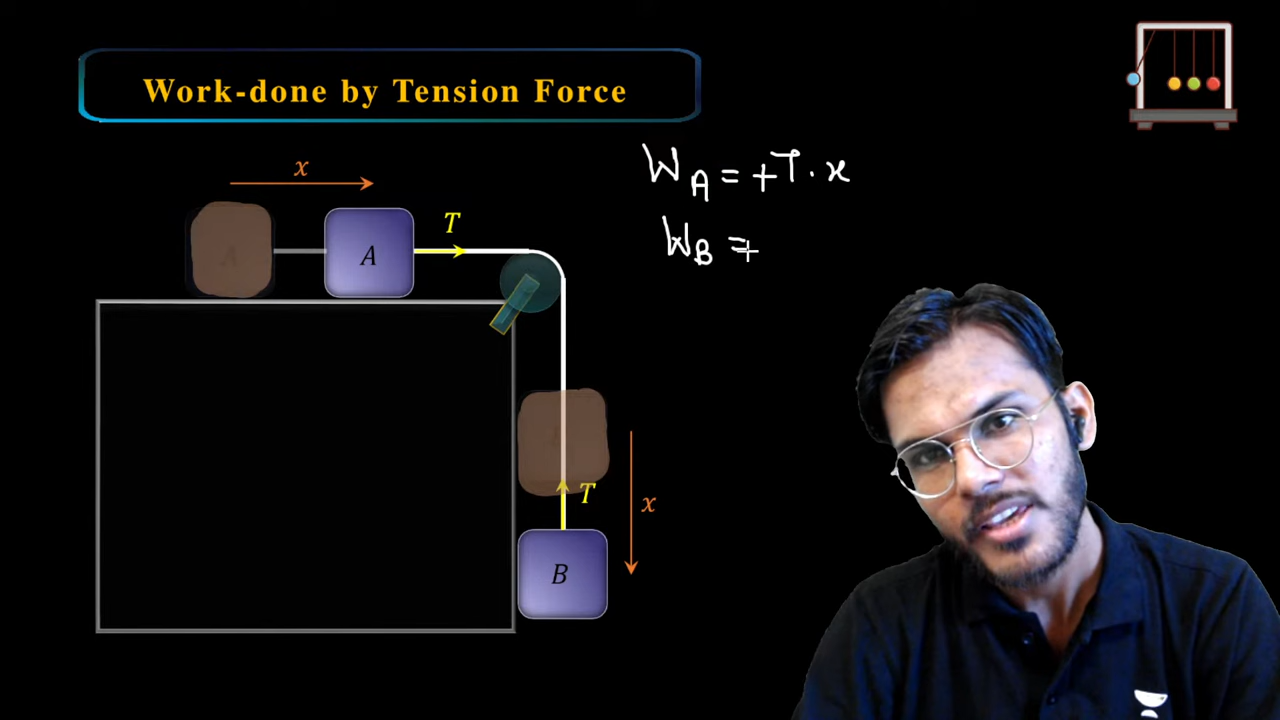 Work-done by Tension Force
x
W_A = +T · x
T
A
W_B =
T
x
B